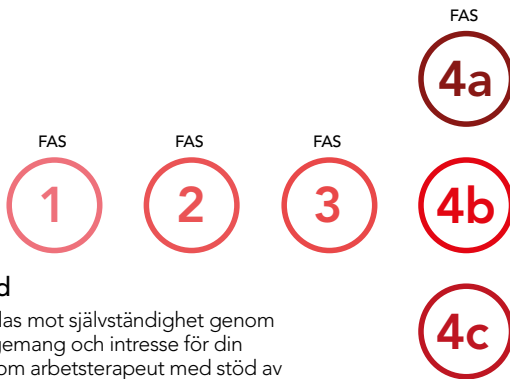 FAS
4a
FAS
FAS
FAS
1
2
3
4b
d
las mot självständighet genom
gemang och intresse för din
om arbetsterapeut med stöd av
4c